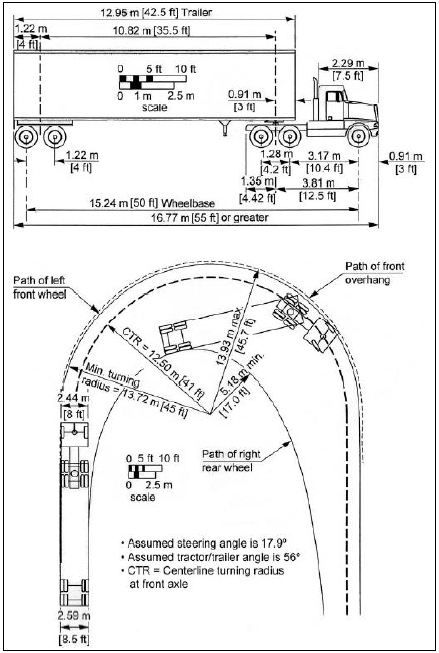 12.95 m [42.5 ft] Trailer
1.22 m
[4 ft]
10.82 m [35.5 ft]
0 5 ft 10 ft
0 1 m 2.5 m
scale
2.29 m
[7.5 ft]
0.91 m
[3 ft]
1.22 m
[4 ft]
1.28 m
[4.2 ft]
3.17 m
[10.4 ft]
0.91 m
[3 ft]
1.35 m
[4.42 ft]
3.81 m
[12.5 ft]
15.24 m [50 ft] Wheelbase
16.77 m [55 ft] or greater
Path of left
front wheel
Path of front
overhang
CTR = 12.50 m [41 ft]
13.93 m max.
[45.7 ft]
Min. turning
radius = 13.72 m [45 ft]
5.18 m min.
[17.0 ft]
2.44 m
[8 ft]
Path of right
rear wheel
0 5 ft 10 ft
0 2.5 m
scale
• Assumed steering angle is 17.9°
• Assumed tractor/trailer angle is 56°
• CTR = Centerline turning radius
at front axle
2.59 m
[8.5 ft]